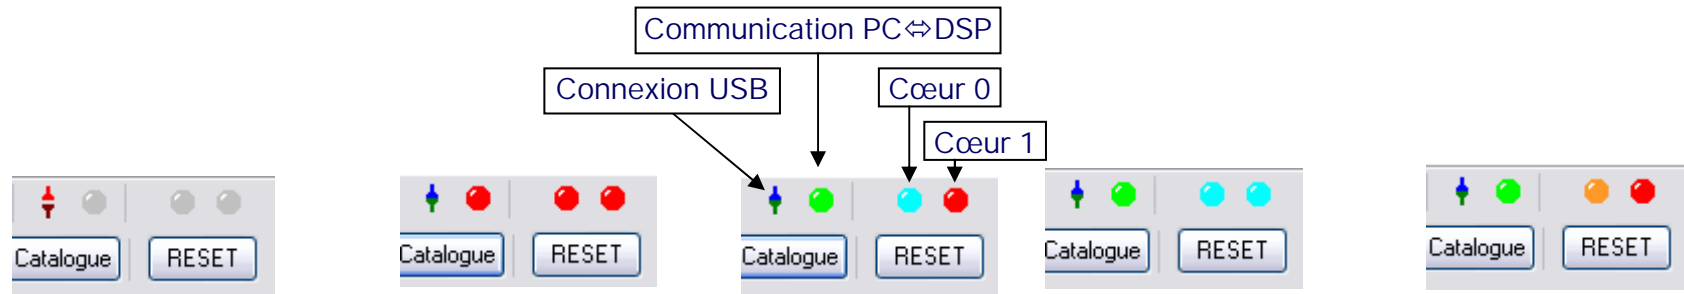 Communication PC⇔DSP
Connexion USB
Cœur 0
Cœur 1
Catalogue RESET
Catalogue RESET
Catalogue RESET
Catalogue RESET
Catalogue RESET